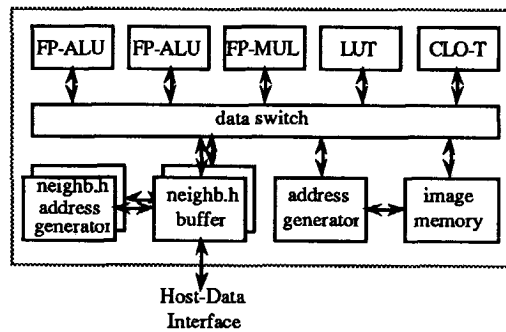 FP-ALU
FP-ALU
FP-MUL
LUT
CLO-T
data switch
neighb.h
address
generator
neighb.h
buffer
address
generator
image
memory
Host-Data
Interface